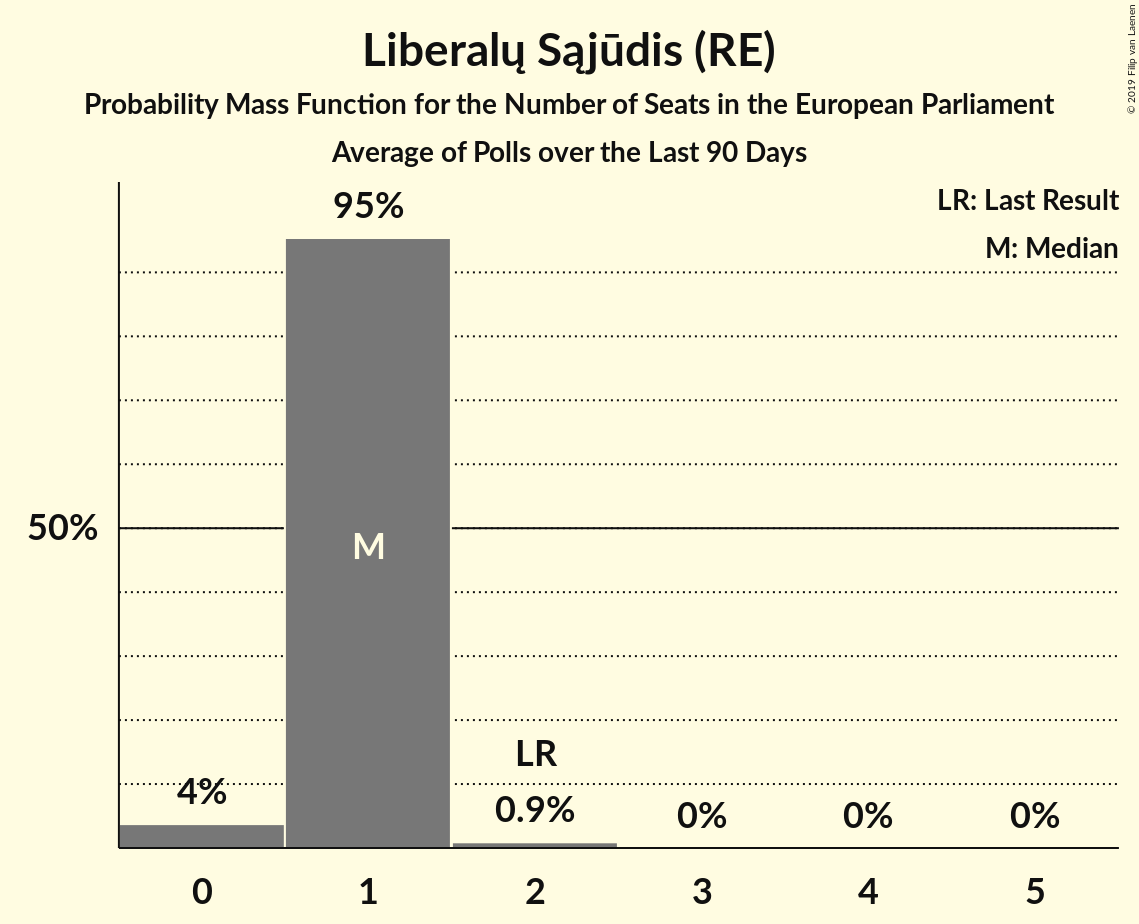 Liberalų Sąjūdis (RE)
Probability Mass Function for the Number of Seats in the European Parliament
Average of Polls over the Last 90 Days
© 2019 Filip van Laenen
LR: Last Result
M: Median
95%
50%
M
LR
4%
0.9%
0%
0%
0%
0
1
2
3
4
5